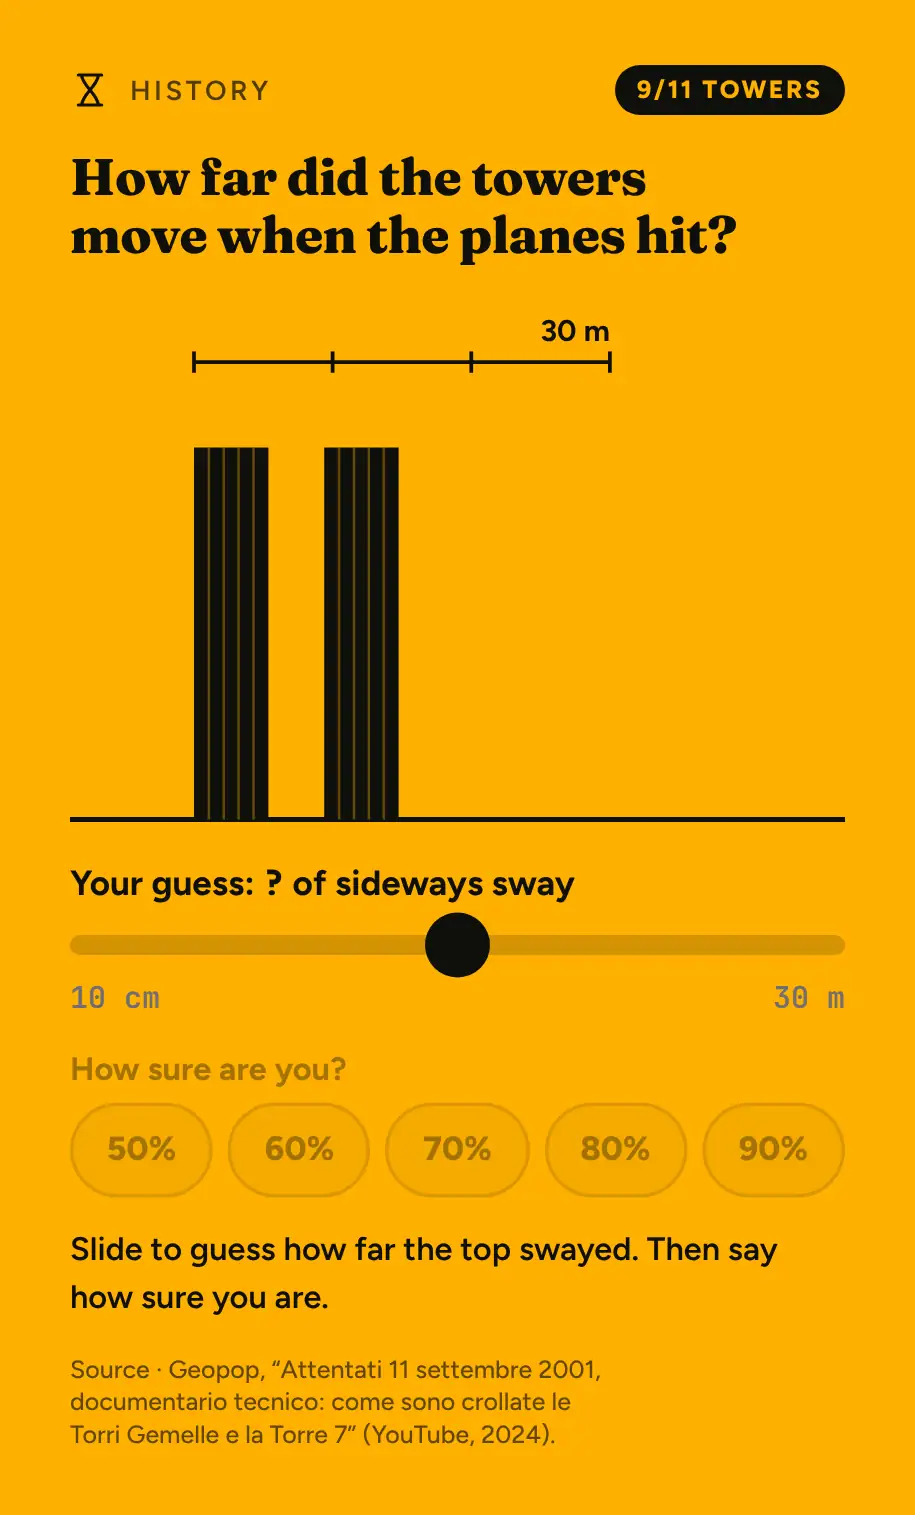 HISTORY
9/11 TOWERS
How far did the towers
move when the planes hit?
30 m
Your guess: ? of sideways sway
10 cm
30 m
How sure are you?
50%
60%
70%
80%
90%
Slide to guess how far the top swayed. Then say
how sure you are.
Source · Geopop, “Attentati 11 settembre 2001,
documentario tecnico: come sono crollate le
Torri Gemelle e la Torre 7” (YouTube, 2024).